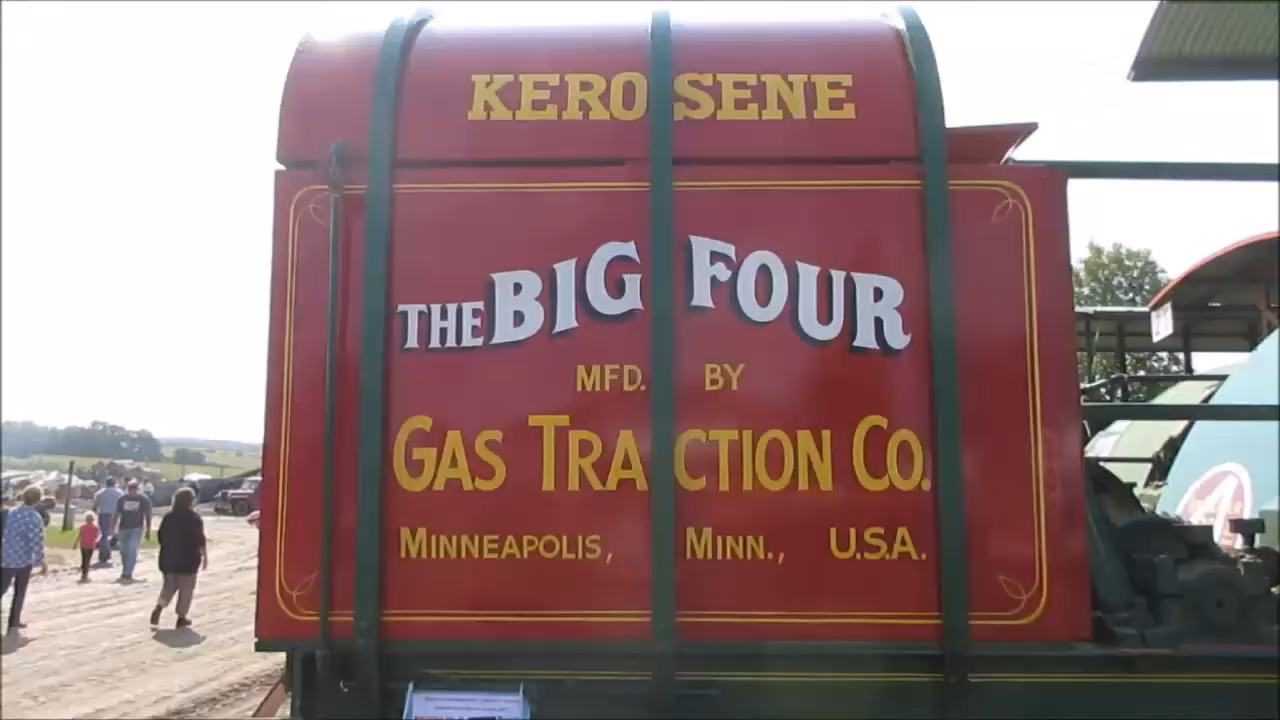 KEROSENE
THE BIG FOUR
MFD. BY
GAS TRACTION CO.
MINNEAPOLIS, MINN., U.S.A.